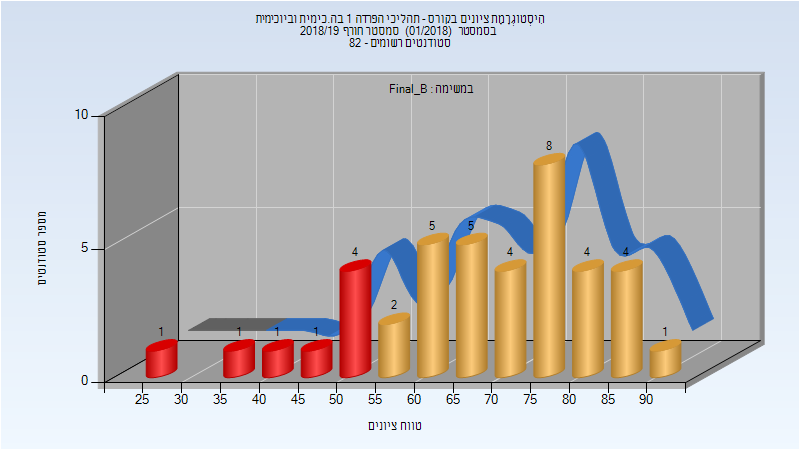 היסטוגרמת ציונים בקורס - תהליכי הפרדה 1 בה.כימית וביוכימית
בסמסטר (01/2018) סמסטר חורף 2018/19
סטודנטים רשומים - 82
במשימה : Final_B
מספר סטודנטים
10
5
0
1
1
1
1
4
2
5
5
4
8
4
4
1
25 30 35 40 45 50 55 60 65 70 75 80 85 90
טווח ציונים